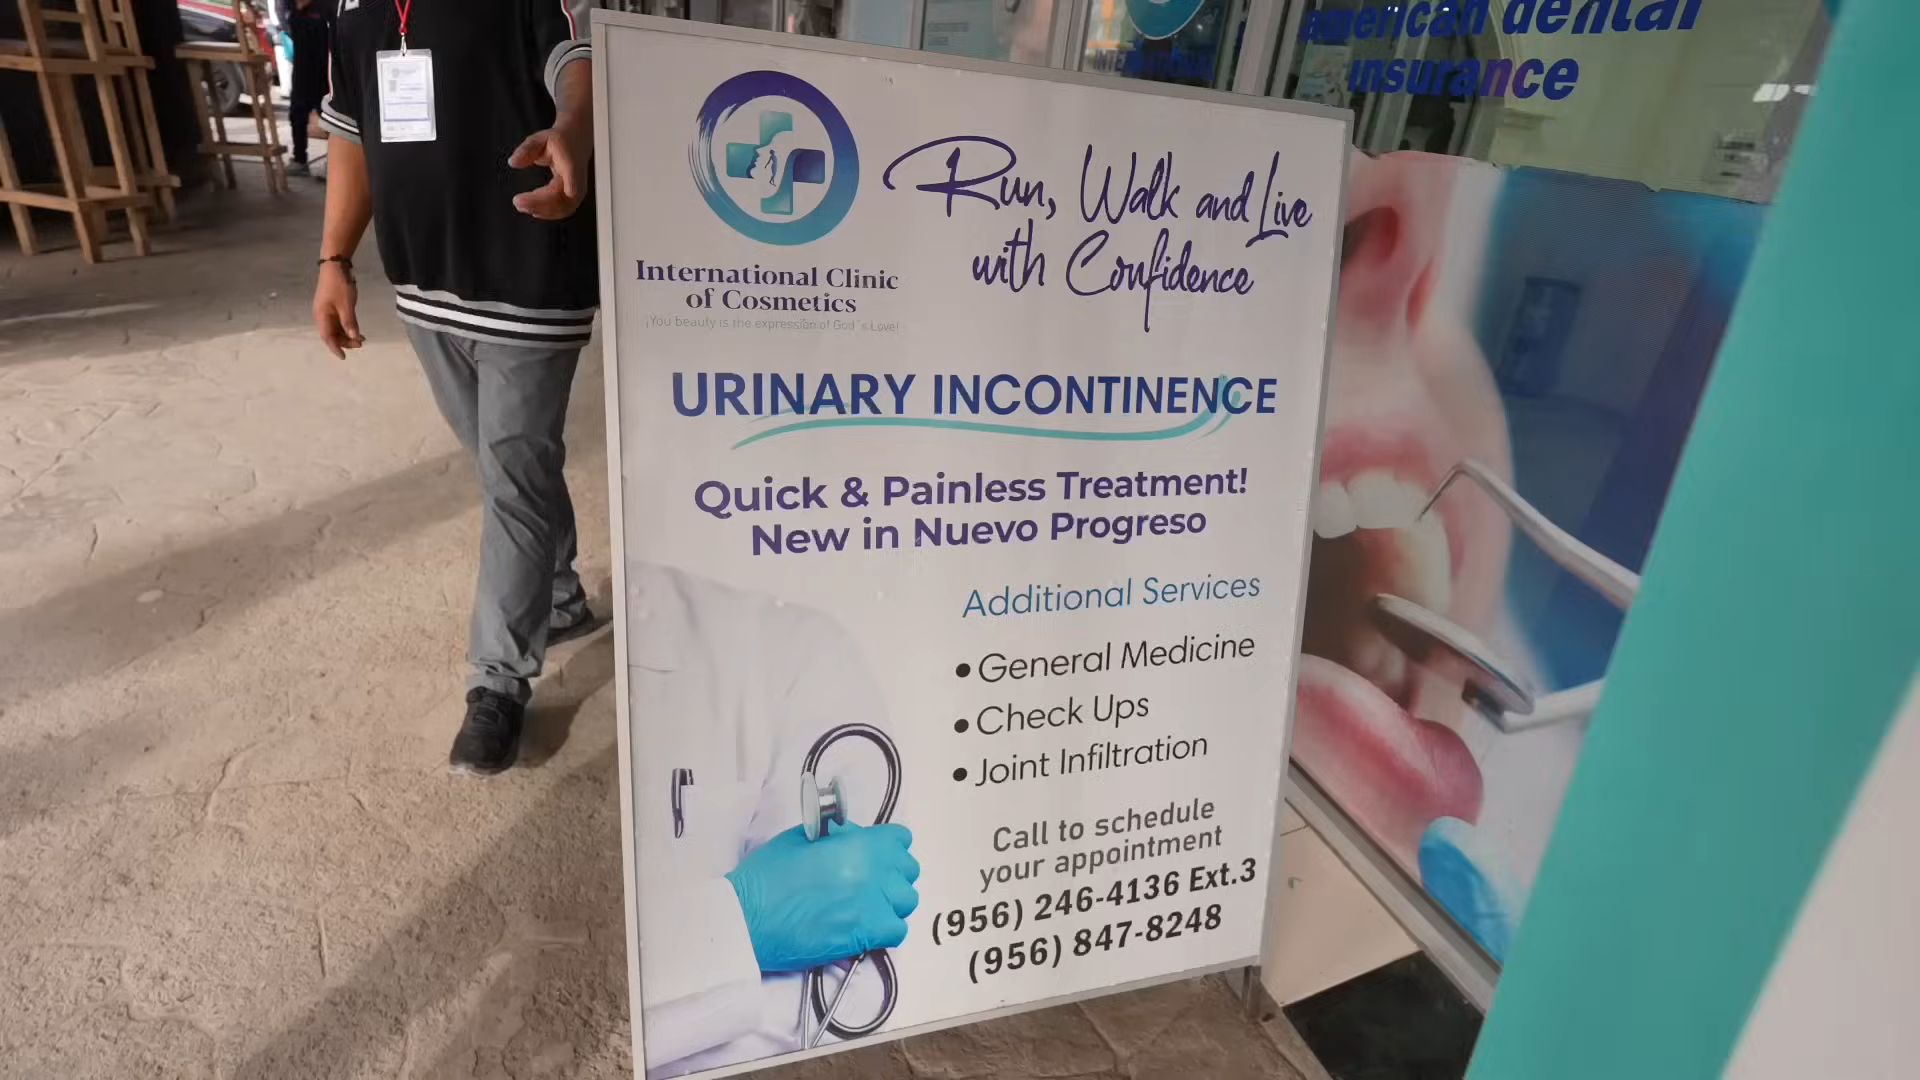 american dental
insurance
International Clinic
of Cosmetics
¡You beauty is the expression of God´s Love!
Run, Walk and Live
with Confidence
URINARY INCONTINENCE
Quick & Painless Treatment!
New in Nuevo Progreso
Additional Services
• General Medicine
• Check Ups
• Joint Infiltration
Call to schedule
your appointment
(956) 246-4136 Ext.3
(956) 847-8248